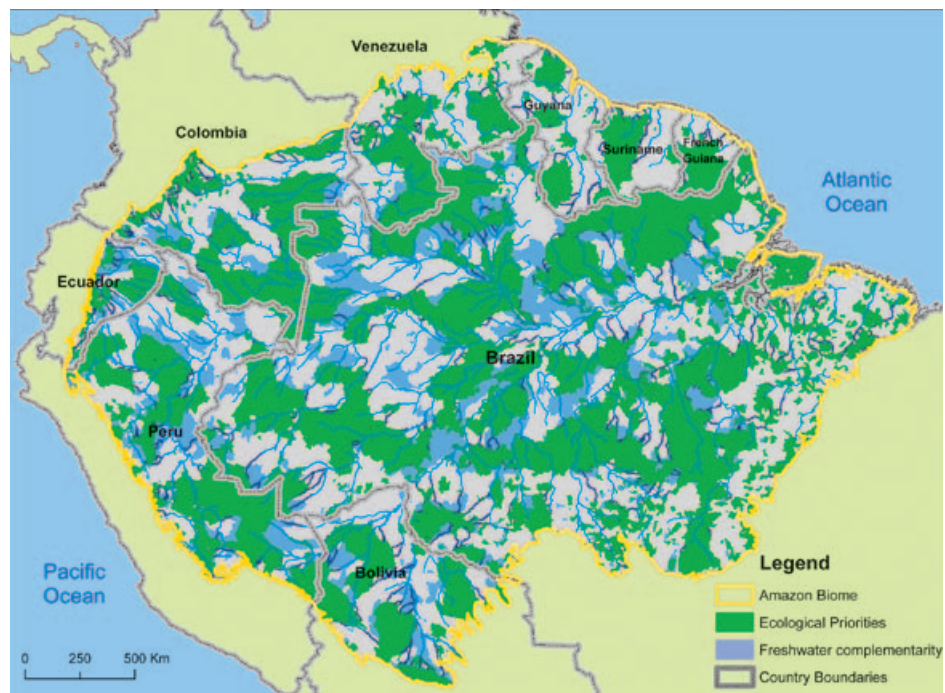 Venezuela
Guyana
Colombia
Suriname
French
Guiana
Atlantic
Ocean
Ecuador
Brazil
Peru
Bolivia
Pacific
Ocean
Legend
Amazon Biome
Ecological Priorities
Freshwater complementarity
Country Boundaries
0 250 500 Km